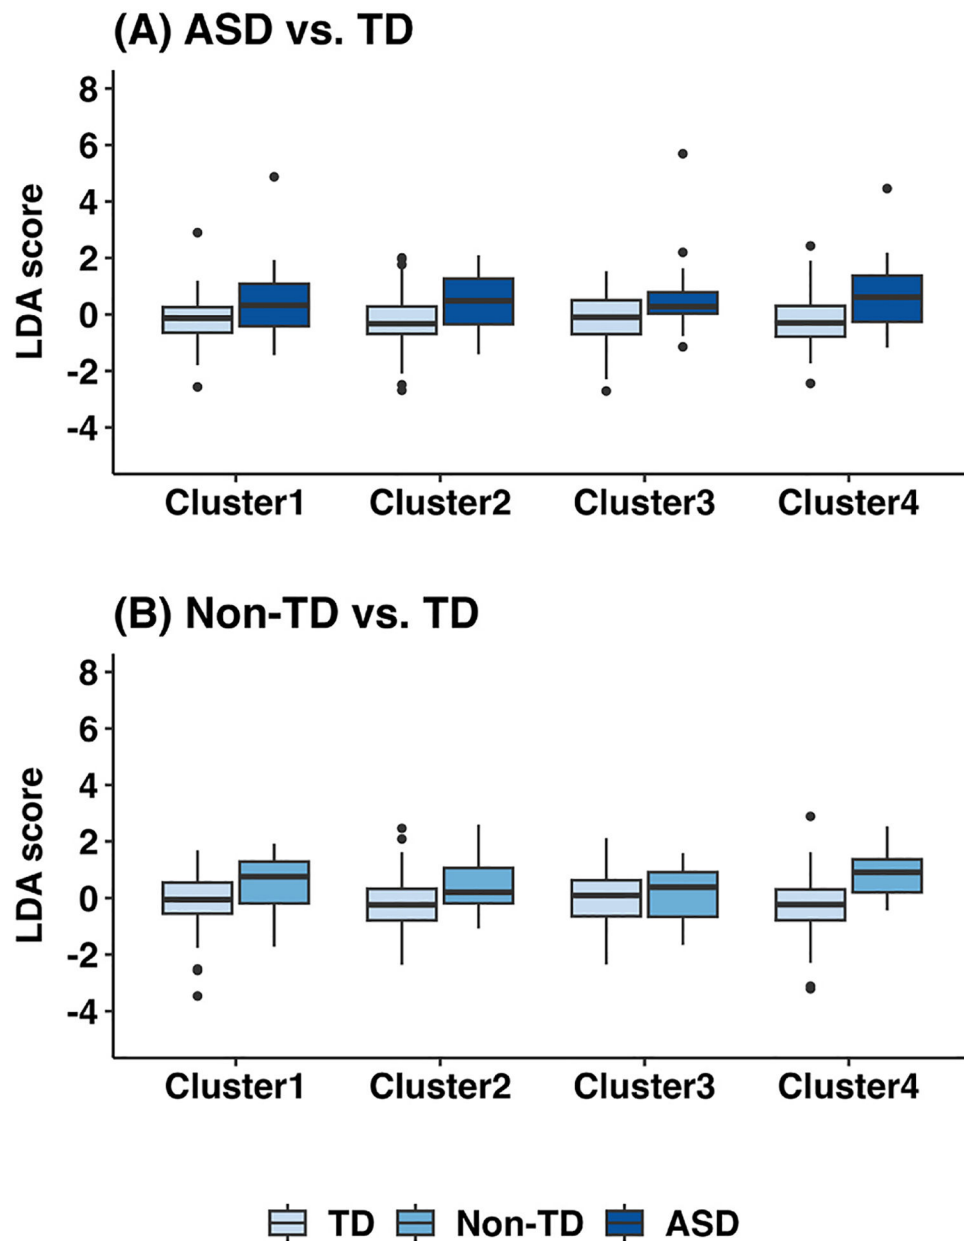 (A) ASD vs. TD
8
6
4
2
0
-2
-4
LDA score
Cluster1 Cluster2 Cluster3 Cluster4
(B) Non-TD vs. TD
8
6
4
2
0
-2
-4
LDA score
Cluster1 Cluster2 Cluster3 Cluster4
TD Non-TD ASD